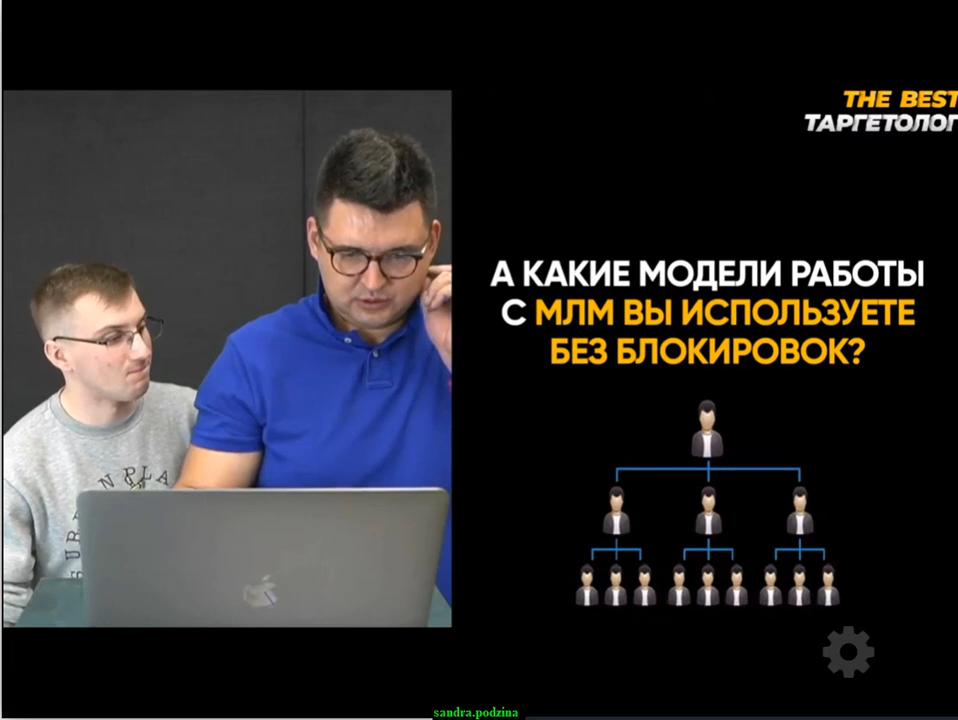 THE BEST
ТАРГЕТОЛОГ
А КАКИЕ МОДЕЛИ РАБОТЫ
С МЛМ ВЫ ИСПОЛЬЗУЕТЕ
БЕЗ БЛОКИРОВОК?
sandra.podzina